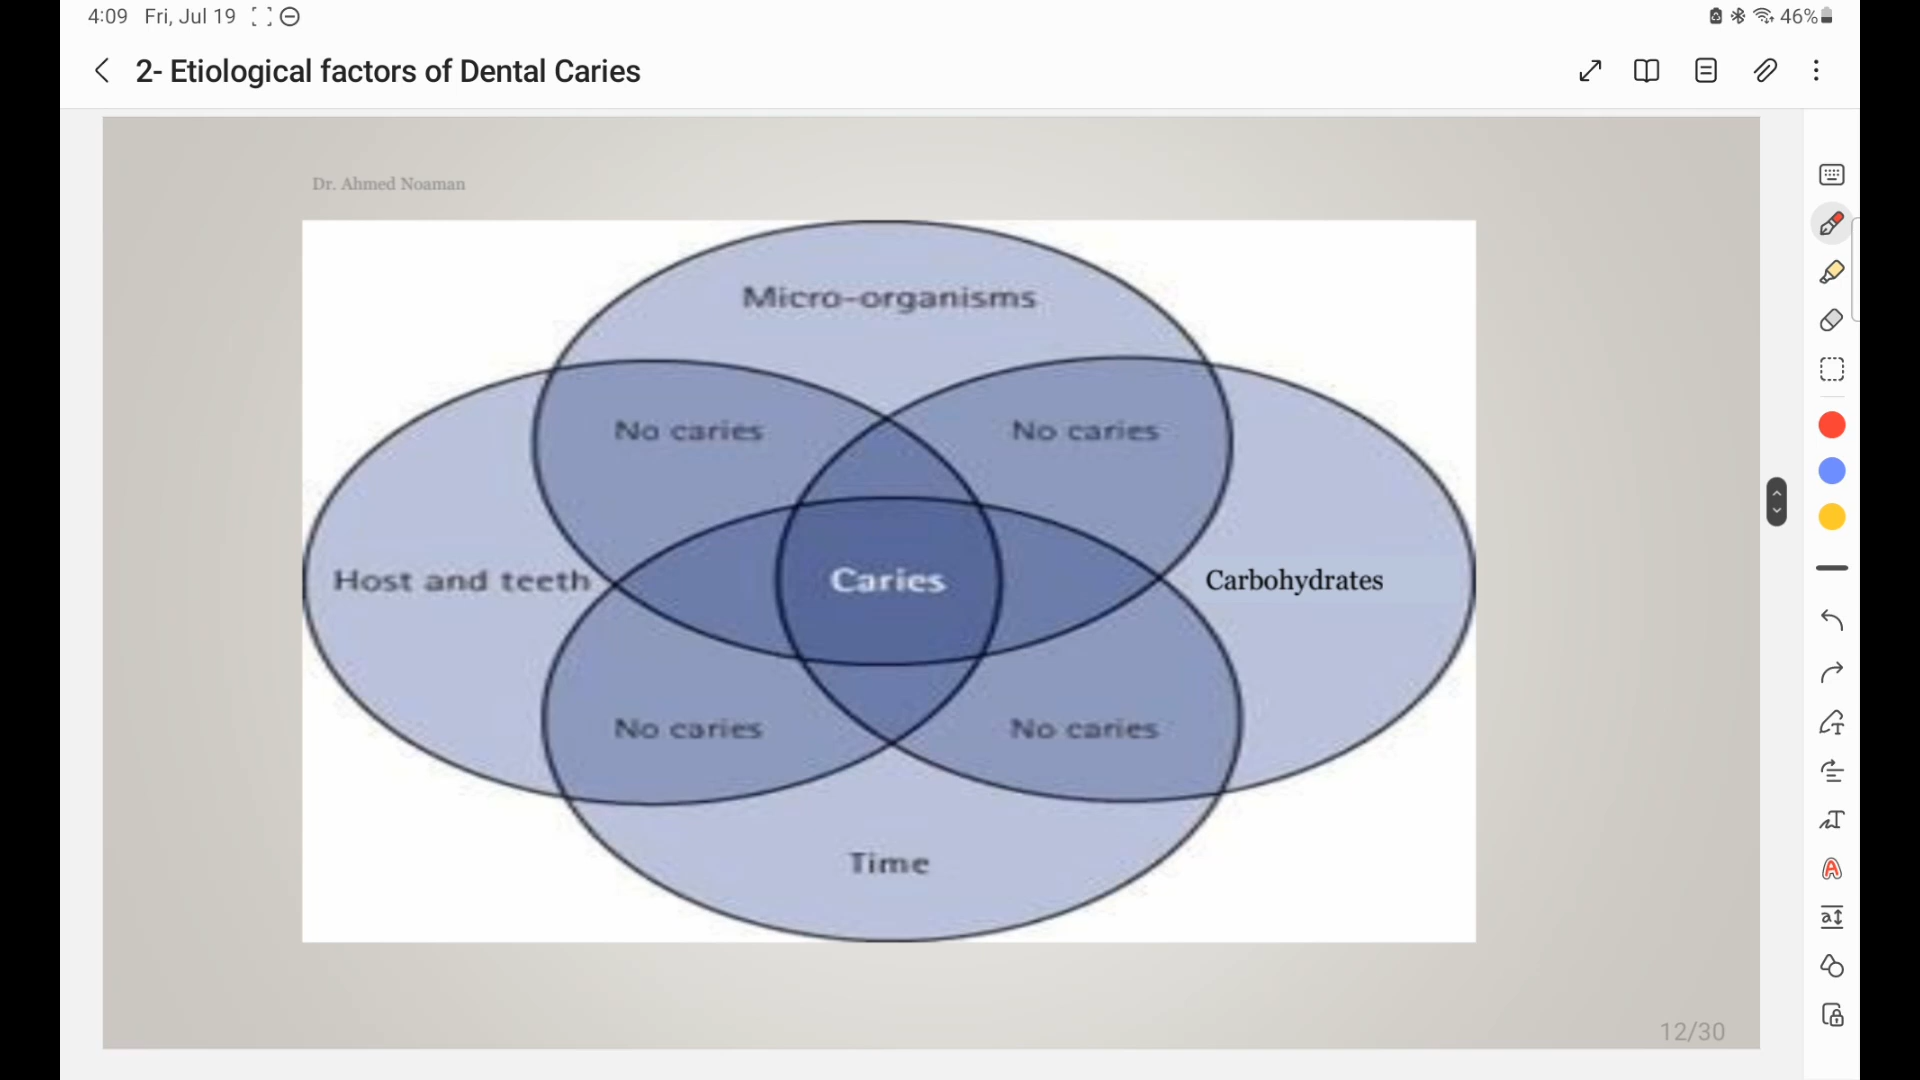 4:09 Fri, Jul 19
46%
2- Etiological factors of Dental Caries
Dr. Ahmed Noaman
Micro-organisms
No caries No caries
Host and teeth Caries Carbohydrates
No caries No caries
Time
12/30